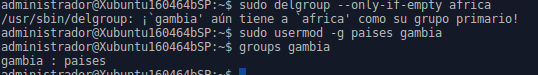 administrador@Xubuntu160464bSP:~$ sudo delgroup --only-if-empty africa
/usr/sbin/delgroup: ¡`gambia' aún tiene a `africa' como su grupo primario!
administrador@Xubuntu160464bSP:~$ sudo usermod -g paises gambia
administrador@Xubuntu160464bSP:~$ groups gambia
gambia : paises
administrador@Xubuntu160464bSP:~$